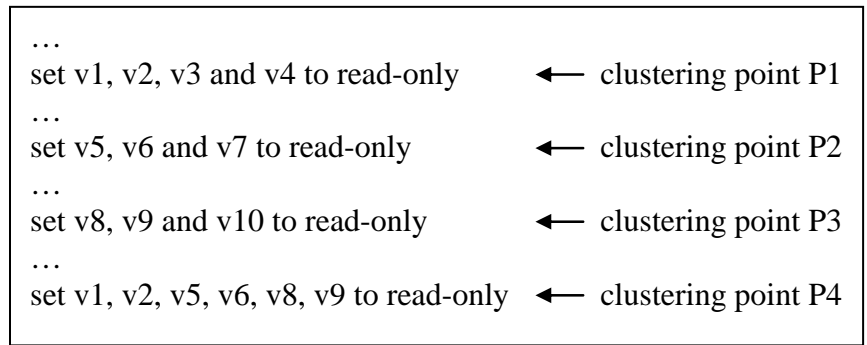 …
set v1, v2, v3 and v4 to read-only ← clustering point P1
…
set v5, v6 and v7 to read-only ← clustering point P2
…
set v8, v9 and v10 to read-only ← clustering point P3
…
set v1, v2, v5, v6, v8, v9 to read-only ← clustering point P4